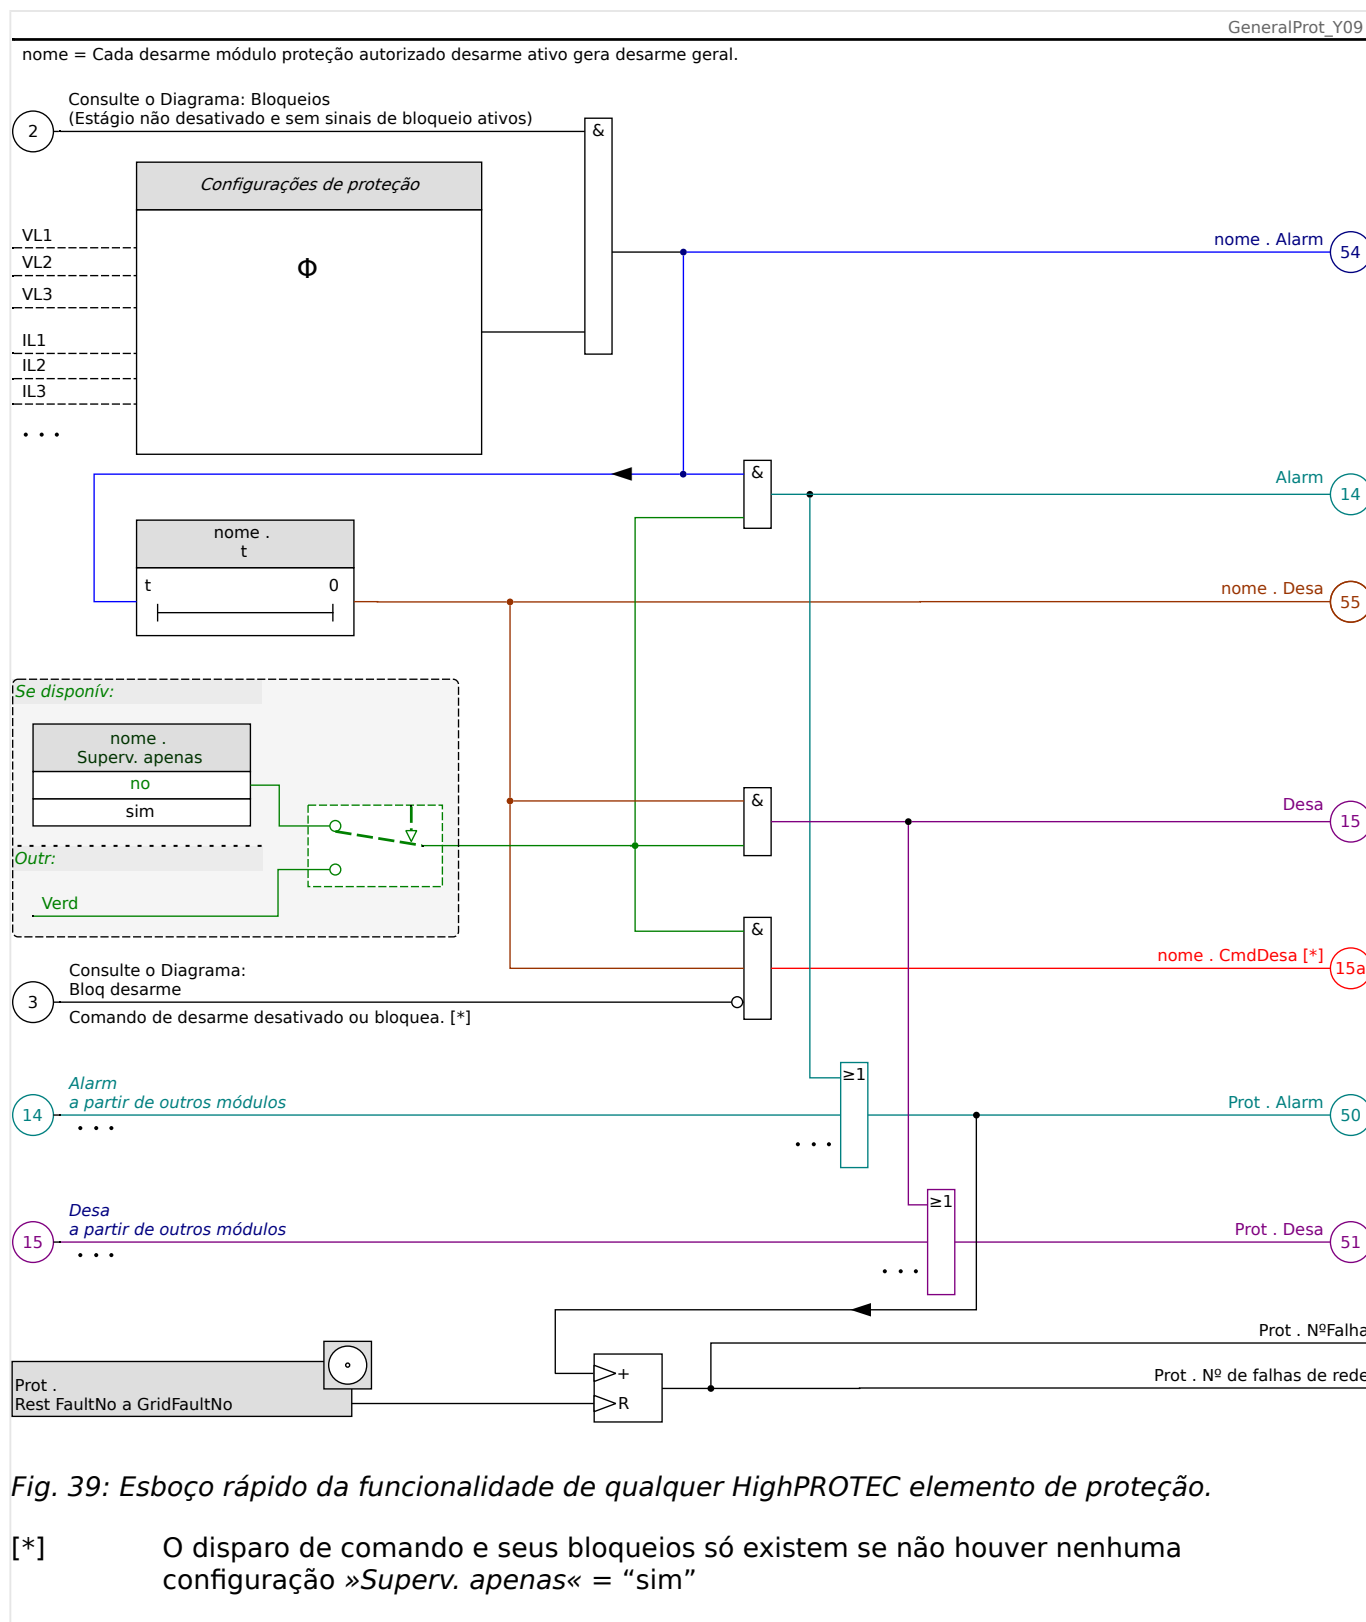 GeneralProt_Y09
nome = Cada desarme módulo proteção autorizado desarme ativo gera desarme geral.
Consulte o Diagrama: Bloqueios
(Estágio não desativado e sem sinais de bloqueio ativos)
2
&
Configurações de proteção
Φ
VL1
VL2
VL3
IL1
IL2
IL3
. . .
nome . Alarm
54
&
Alarm
14
nome .
t
t 0
nome . Desa
55
Se disponív:
nome .
Superv. apenas
no
sim
Outr:
Verd
&
Desa
15
&
nome . CmdDesa [*]
15a
Consulte o Diagrama:
Bloq desarme
3
Comando de desarme desativado ou bloquea. [*]
Alarm
a partir de outros módulos
14
. . .
≥1
. . .
Prot . Alarm
50
Desa
a partir de outros módulos
15
. . .
≥1
. . .
Prot . Desa
51
Prot .
Rest FaultNo a GridFaultNo
+
R
Prot . NºFalha
Prot . Nº de falhas de rede
Fig. 39: Esboço rápido da funcionalidade de qualquer HighPROTEC elemento de proteção.
[*] O disparo de comando e seus bloqueios só existem se não houver nenhuma
configuração »Superv. apenas« = “sim”